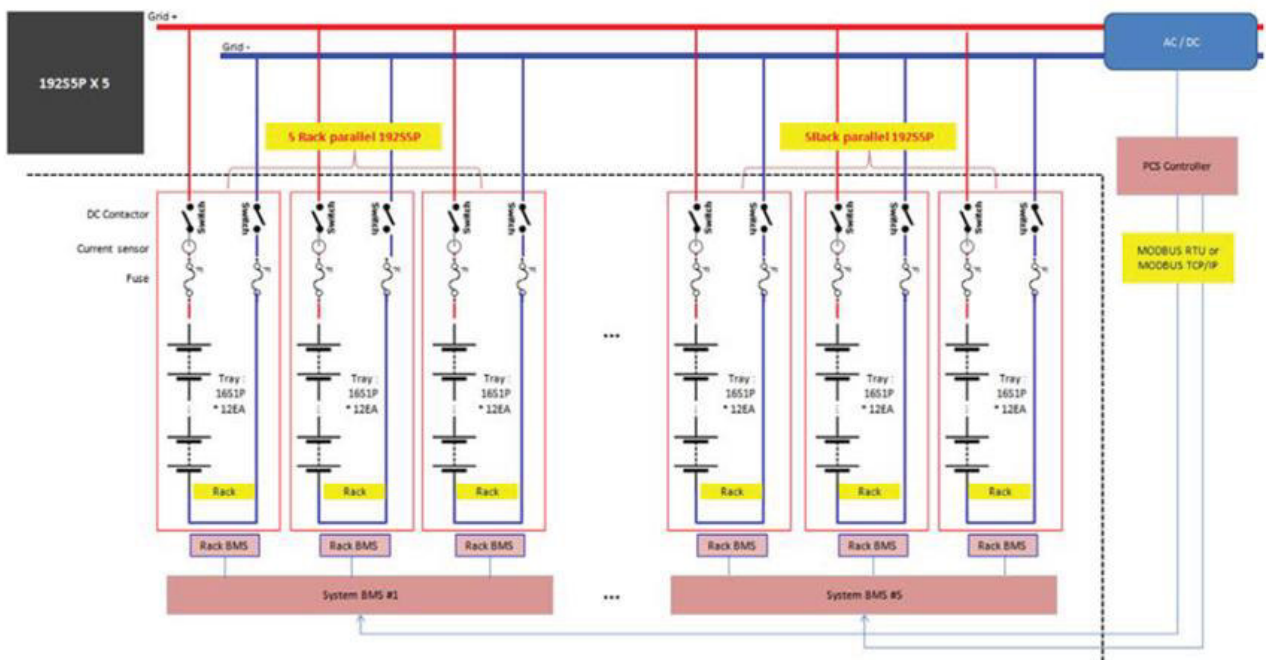 Grid +
Grid -
AC / DC
192S5P X 5
5 Rack parallel 192S5P
5Rack parallel 192S5P
PCS Controller
MODBUS RTU or
MODBUS TCP/IP
DC Contactor
Current sensor
Fuse
Switch
Switch
Switch
Switch
Switch
Switch
Switch
Switch
Switch
Switch
Switch
Switch
...
Tray :
16S1P
* 12EA
Tray :
16S1P
* 12EA
Tray :
16S1P
* 12EA
Tray :
16S1P
* 12EA
Tray :
16S1P
* 12EA
Tray :
16S1P
* 12EA
Rack
Rack
Rack
Rack
Rack
Rack
Rack BMS
Rack BMS
Rack BMS
Rack BMS
Rack BMS
Rack BMS
System BMS #1
...
System BMS #5